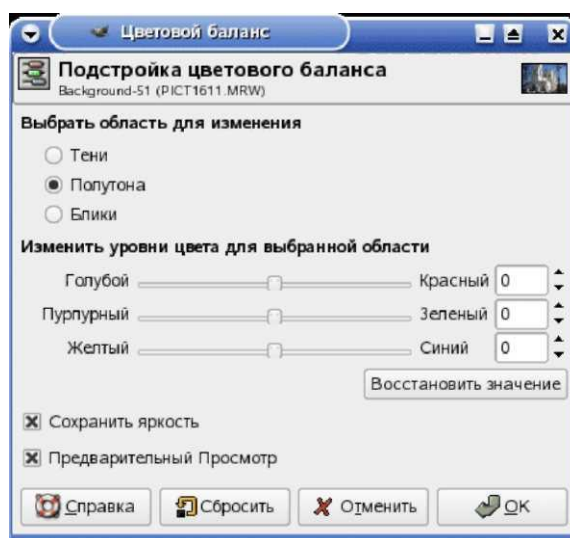 Цветовой баланс
Подстройка цветового баланса
Background-51 (PICT1611.MRW)
Выбрать область для изменения
Тени
Полутона
Блики
Изменить уровни цвета для выбранной области
Голубой Красный 0
Пурпурный Зеленый 0
Желтый Синий 0
Восстановить значение
Сохранить яркость
Предварительный Просмотр
Справка Сбросить Отменить OK